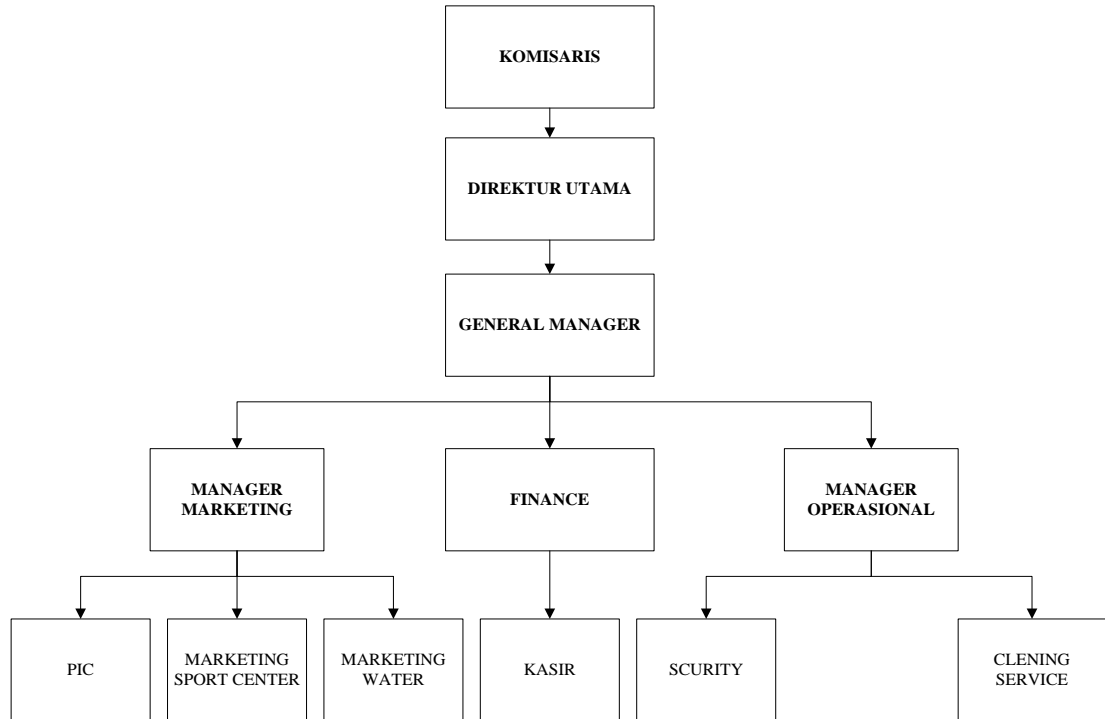 KOMISARIS
DIREKTUR UTAMA
GENERAL MANAGER
MANAGER
MARKETING
FINANCE
MANAGER
OPERASIONAL
PIC
MARKETING
SPORT CENTER
MARKETING
WATER
KASIR
SCURITY
CLENING
SERVICE